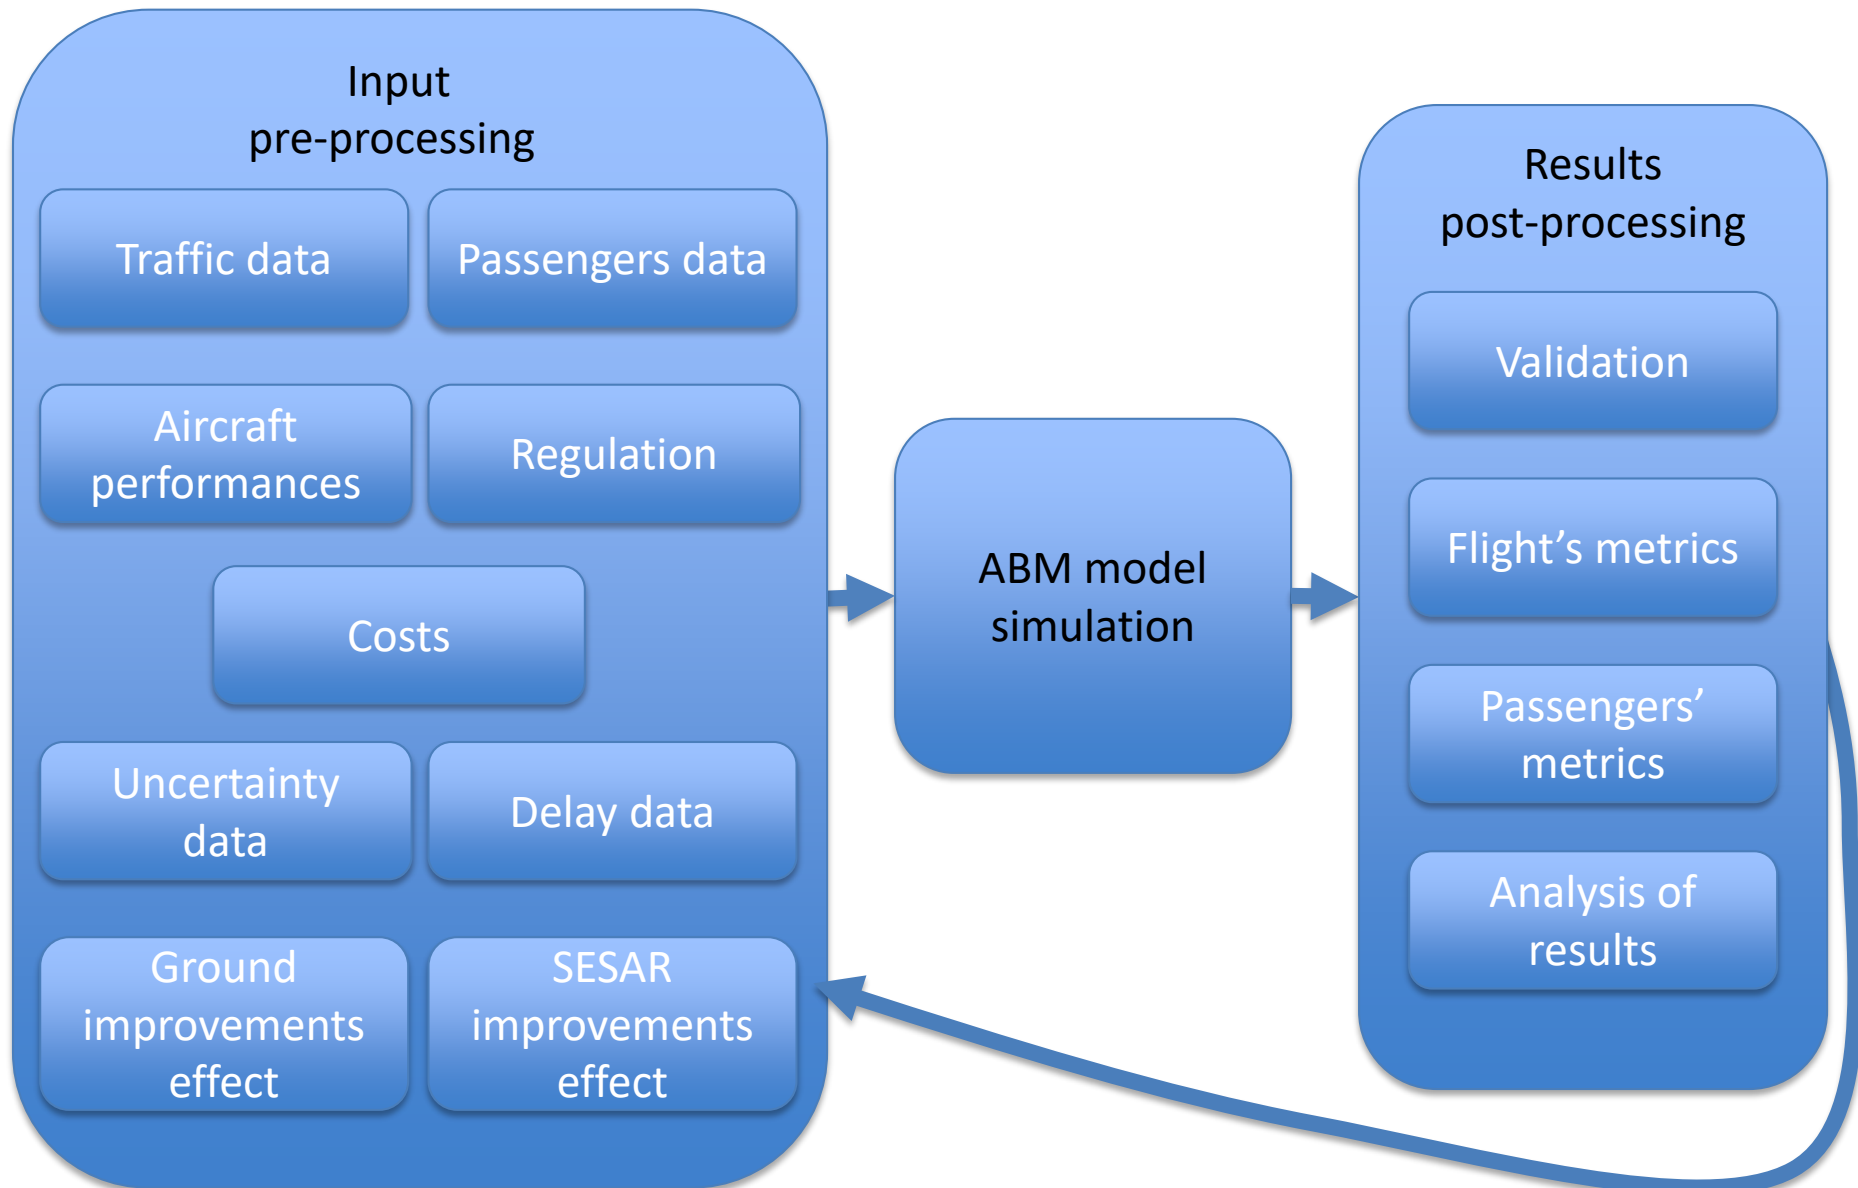 Input
pre-processing
Traffic data
Passengers data
Aircraft
performances
Regulation
Costs
Uncertainty
data
Delay data
Ground
improvements
effect
SESAR
improvements
effect
ABM model
simulation
Results
post-processing
Validation
Flight’s metrics
Passengers’
metrics
Analysis of
results